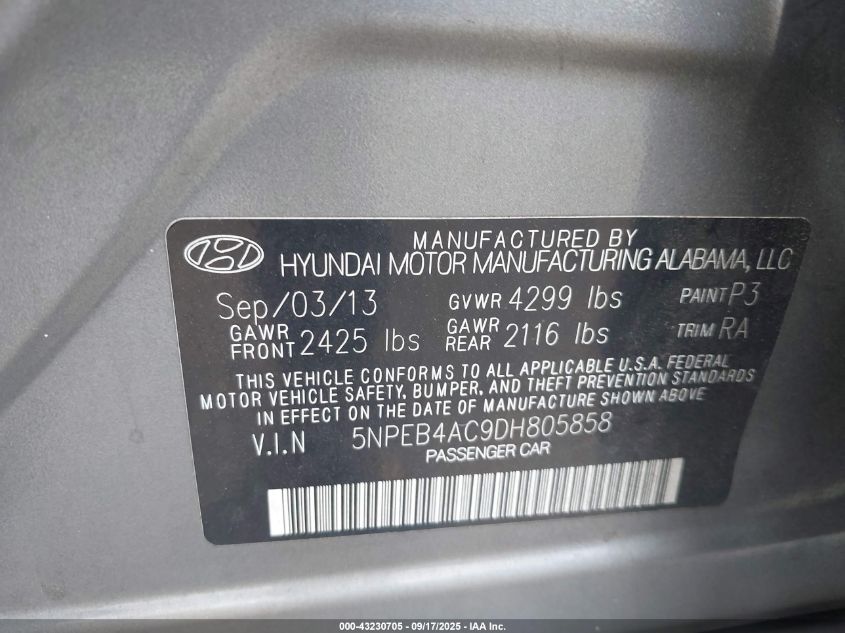 MANUFACTURED BY
HYUNDAI MOTOR MANUFACTURING ALABAMA, LLC
Sep/03/13 GVWR 4299 lbs PAINT P3
GAWR FRONT 2425 lbs GAWR REAR 2116 lbs TRIM RA
THIS VEHICLE CONFORMS TO ALL APPLICABLE U.S.A. FEDERAL
MOTOR VEHICLE SAFETY, BUMPER, AND THEFT PREVENTION STANDARDS
IN EFFECT ON THE DATE OF MANUFACTURE SHOWN ABOVE
V.I.N 5NPEB4AC9DH805858
PASSENGER CAR
000-43230705 - 09/17/2025 - IAA Inc.